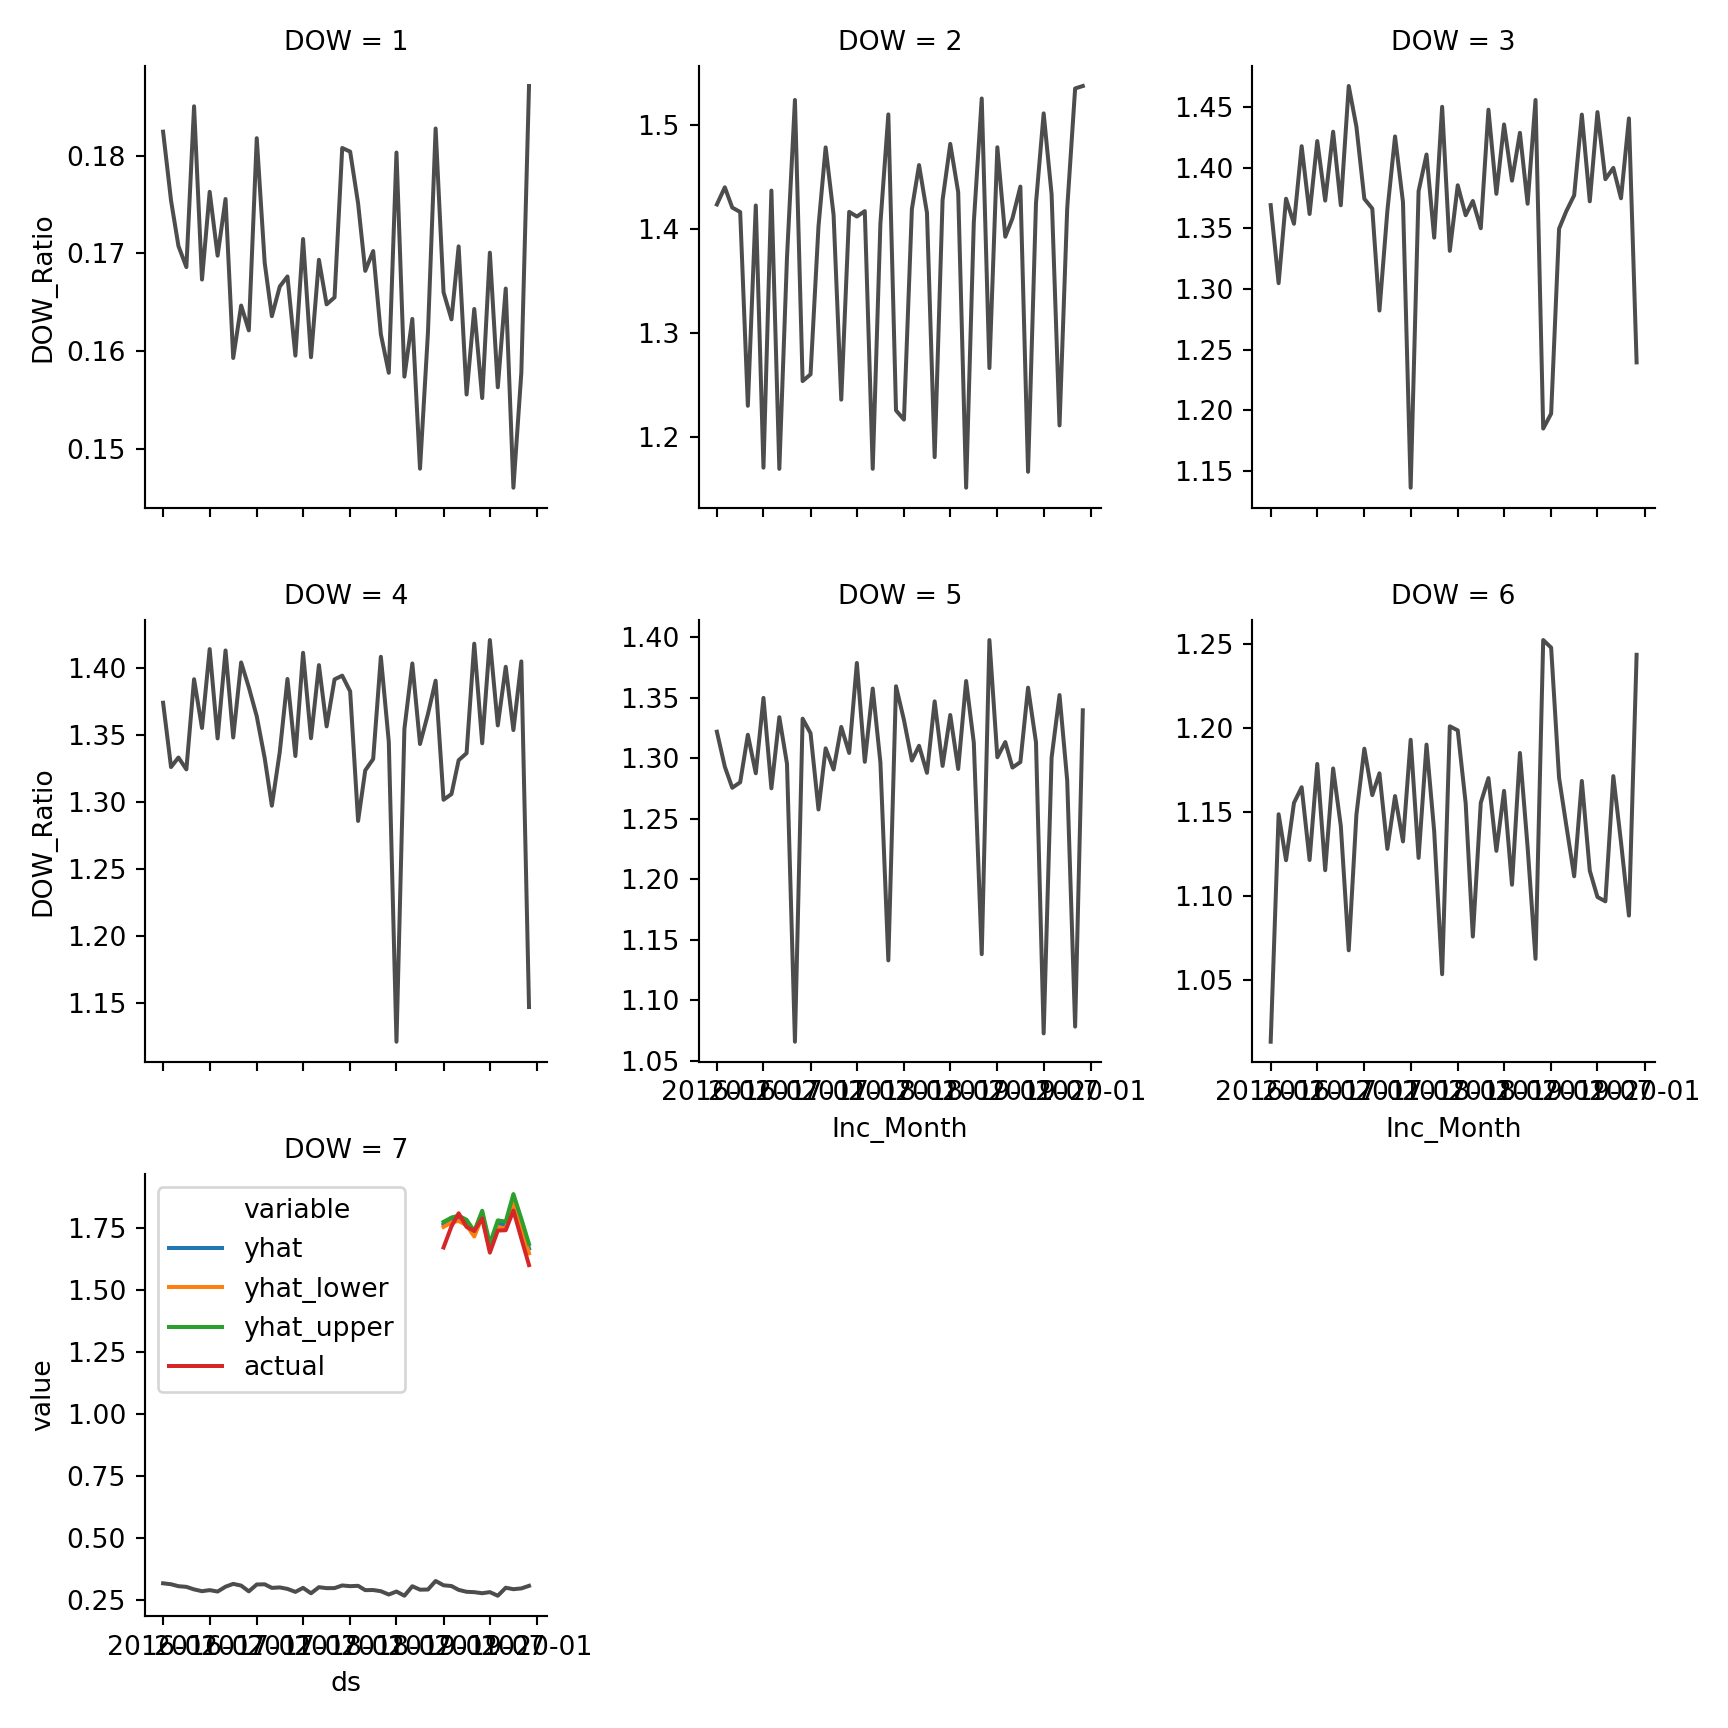 DOW = 1
DOW_Ratio
0.18
0.17
0.16
0.15
DOW = 2
1.5
1.4
1.3
1.2
DOW = 3
1.45
1.40
1.35
1.30
1.25
1.20
1.15
DOW = 4
DOW_Ratio
1.40
1.35
1.30
1.25
1.20
1.15
DOW = 5
1.40
1.35
1.30
1.25
1.20
1.15
1.10
1.05
Inc_Month
DOW = 6
1.25
1.20
1.15
1.10
1.05
Inc_Month
DOW = 7
value
1.75
1.50
1.25
1.00
0.75
0.50
0.25
variable
yhat
yhat_lower
yhat_upper
actual
ds